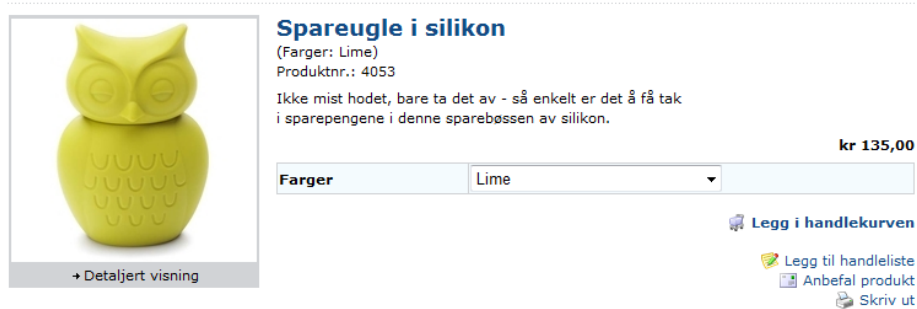 Spareugle i silikon
(Farger: Lime)
Produktnr.: 4053
Ikke mist hodet, bare ta det av - så enkelt er det å få tak
i sparepengene i denne sparebøssen av silikon.
kr 135,00
Farger Lime
Legg i handlekurven
Detaljert visning
Legg til handleliste
Anbefal produkt
Skriv ut